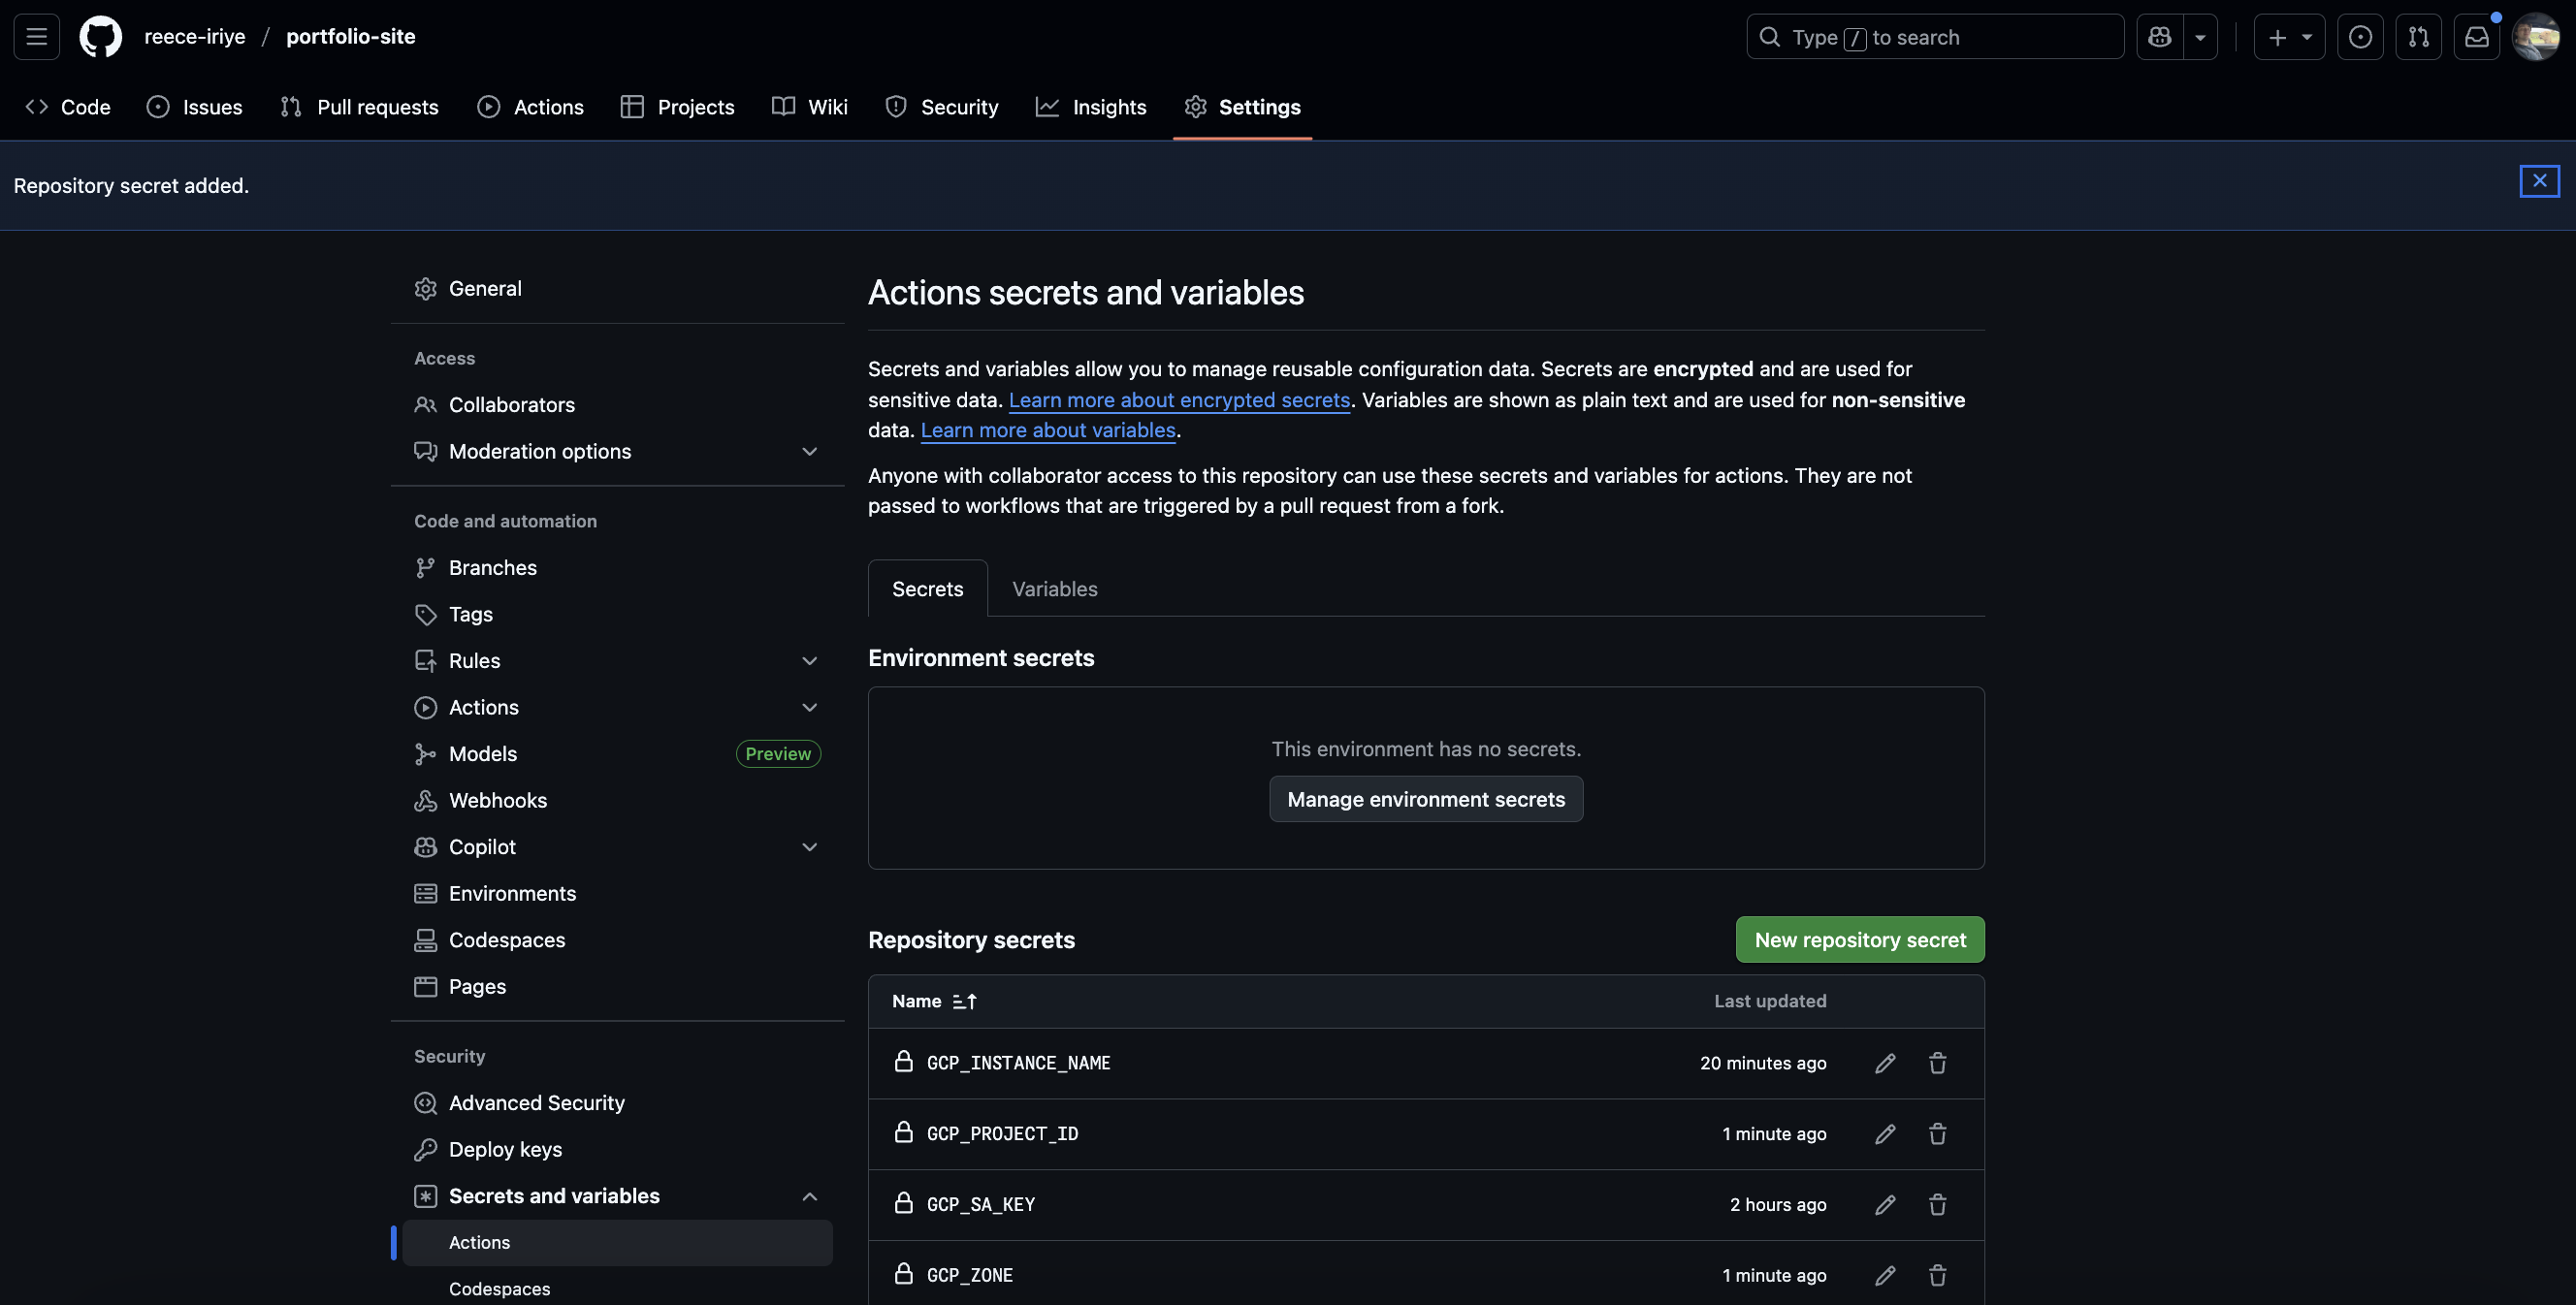 reece-iriye / portfolio-site
Type / to search
Code Issues Pull requests Actions Projects Wiki Security Insights Settings
Repository secret added.
General
Access
Collaborators
Moderation options
Code and automation
Branches
Tags
Rules
Actions
Models Preview
Webhooks
Copilot
Environments
Codespaces
Pages
Security
Advanced Security
Deploy keys
Secrets and variables
Actions
Codespaces
Actions secrets and variables
Secrets and variables allow you to manage reusable configuration data. Secrets are encrypted and are used for
sensitive data. Learn more about encrypted secrets. Variables are shown as plain text and are used for non-sensitive
data. Learn more about variables.
Anyone with collaborator access to this repository can use these secrets and variables for actions. They are not
passed to workflows that are triggered by a pull request from a fork.
Secrets Variables
Environment secrets
This environment has no secrets.
Manage environment secrets
Repository secrets New repository secret
Name Last updated
GCP_INSTANCE_NAME 20 minutes ago
GCP_PROJECT_ID 1 minute ago
GCP_SA_KEY 2 hours ago
GCP_ZONE 1 minute ago